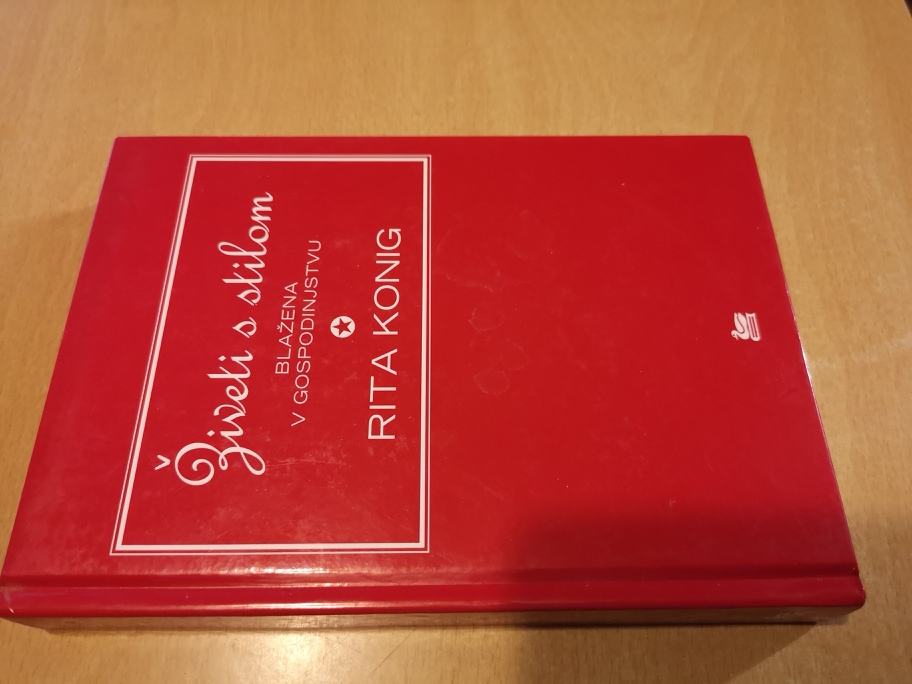 Živeti s stilom
BLAŽENA
V GOSPODINJSTVU
RITA KONIG